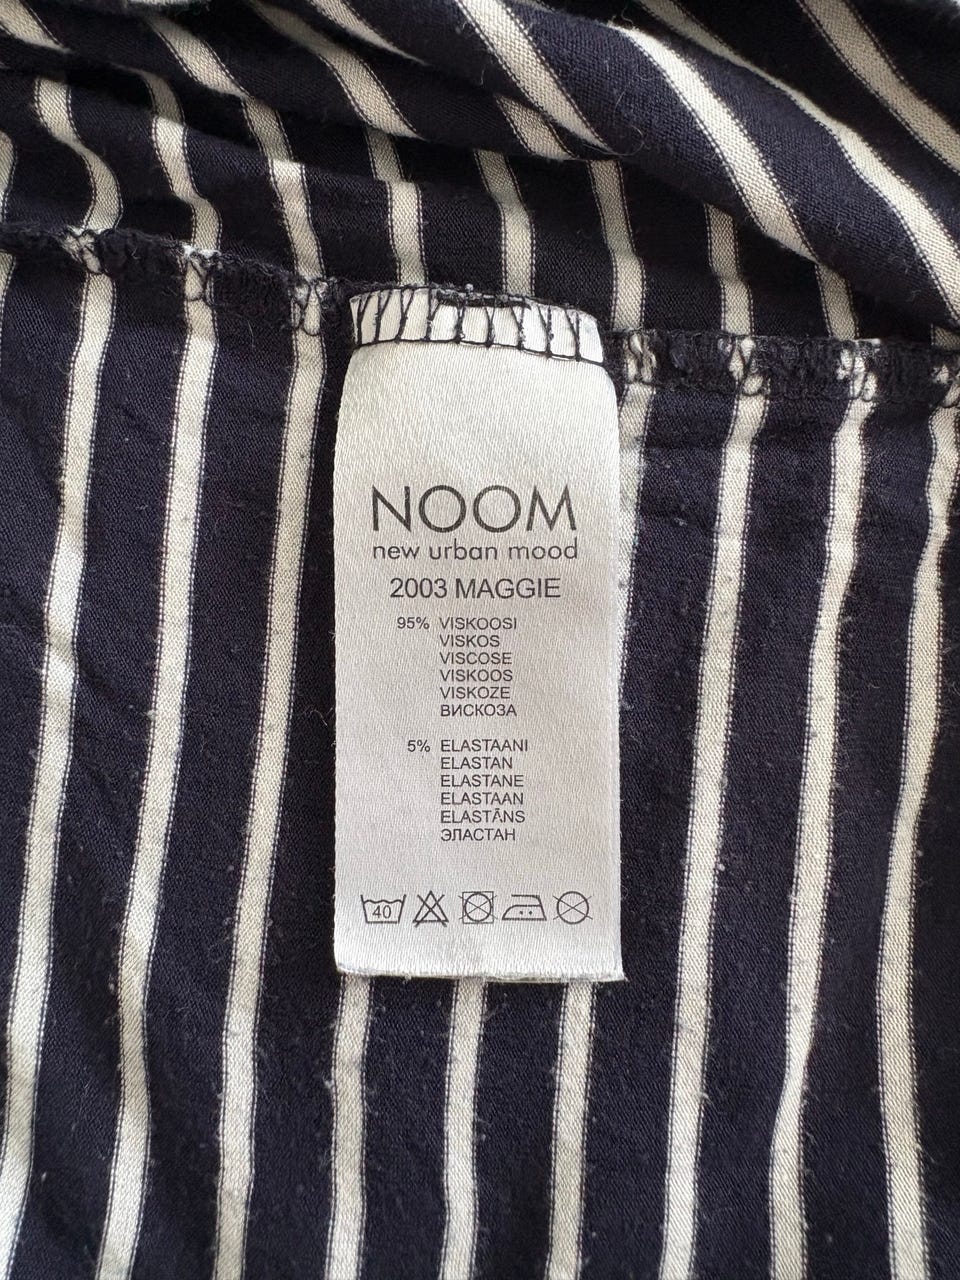 NOOM
new urban mood
2003 MAGGIE
95% VISKOOSI
VISKOS
VISCOSE
VISKOOS
VISKOZE
ВИСКОЗА
5% ELASTAANI
ELASTAN
ELASTANE
ELASTAAN
ELASTĀNS
ЭЛАСТАН
40